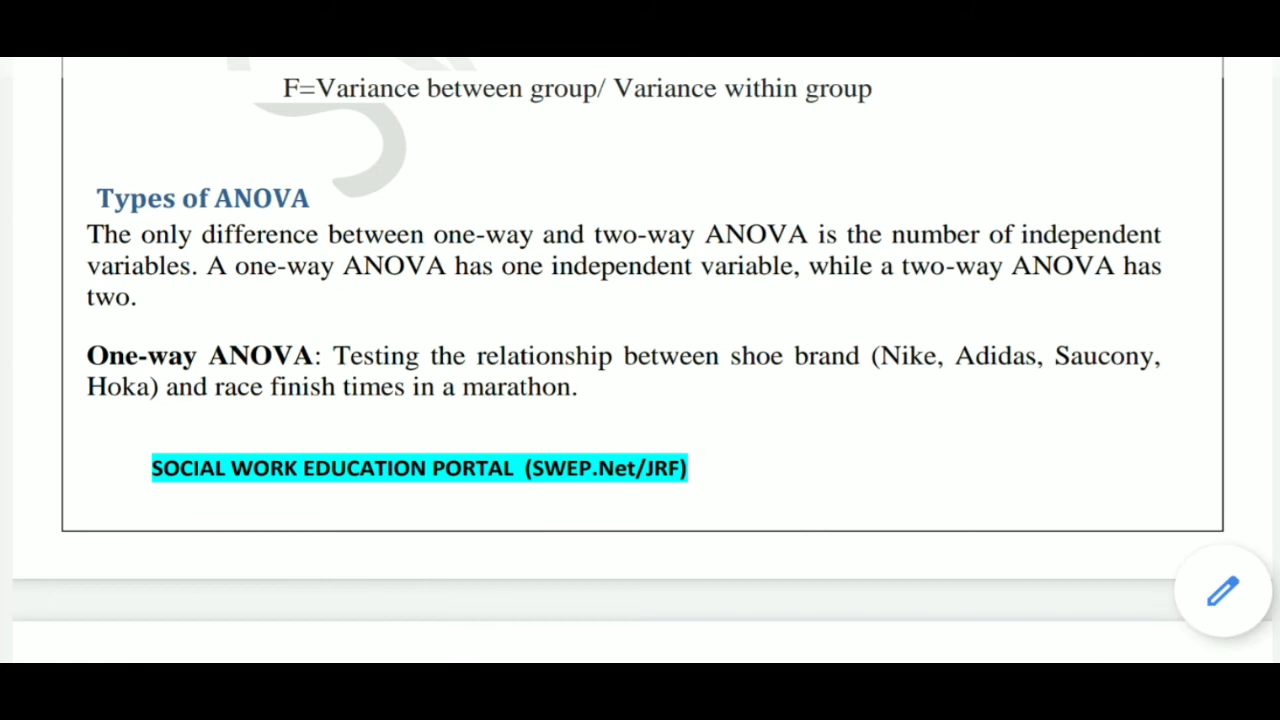 F=Variance between group/ Variance within group
Types of ANOVA
The only difference between one-way and two-way ANOVA is the number of independent
variables. A one-way ANOVA has one independent variable, while a two-way ANOVA has
two.
One-way ANOVA: Testing the relationship between shoe brand (Nike, Adidas, Saucony,
Hoka) and race finish times in a marathon.
SOCIAL WORK EDUCATION PORTAL (SWEP.Net/JRF)